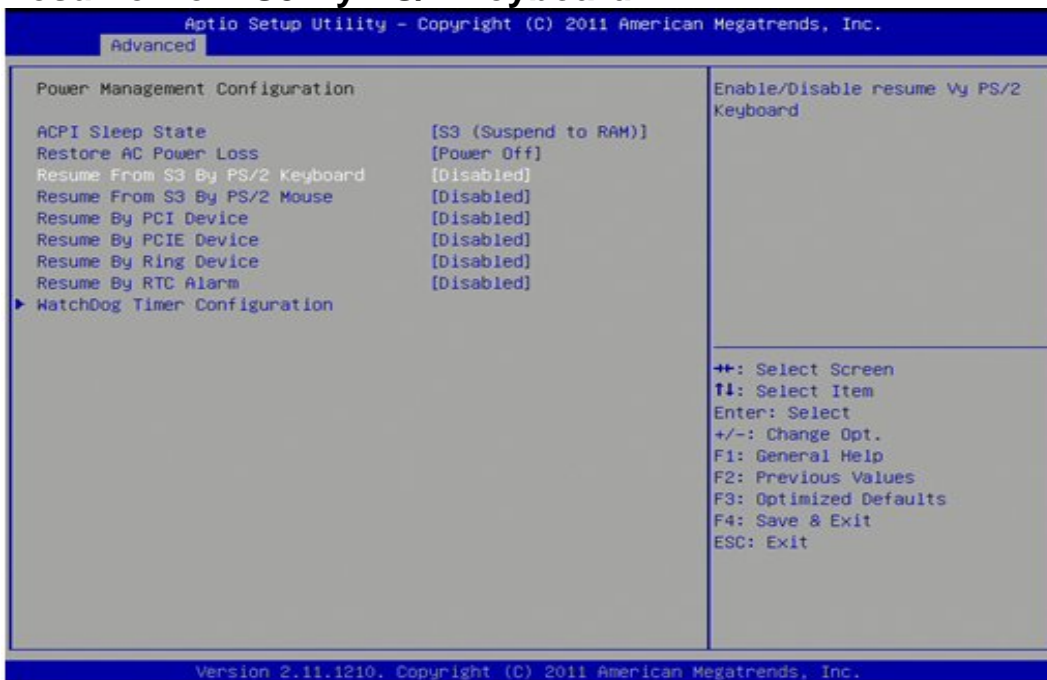 Aptio Setup Utility – Copyright (C) 2011 American Megatrends, Inc.
Advanced
Power Management Configuration
ACPI Sleep State [S3 (Suspend to RAM)]
Restore AC Power Loss [Power Off]
Resume From S3 By PS/2 Keyboard [Disabled]
Resume From S3 By PS/2 Mouse [Disabled]
Resume By PCI Device [Disabled]
Resume By PCIE Device [Disabled]
Resume By Ring Device [Disabled]
Resume By RTC Alarm [Disabled]
▶ WatchDog Timer Configuration
Enable/Disable resume Vy PS/2
Keyboard
→←: Select Screen
↑↓: Select Item
Enter: Select
+/-: Change Opt.
F1: General Help
F2: Previous Values
F3: Optimized Defaults
F4: Save & Exit
ESC: Exit
Version 2.11.1210. Copyright (C) 2011 American Megatrends, Inc.